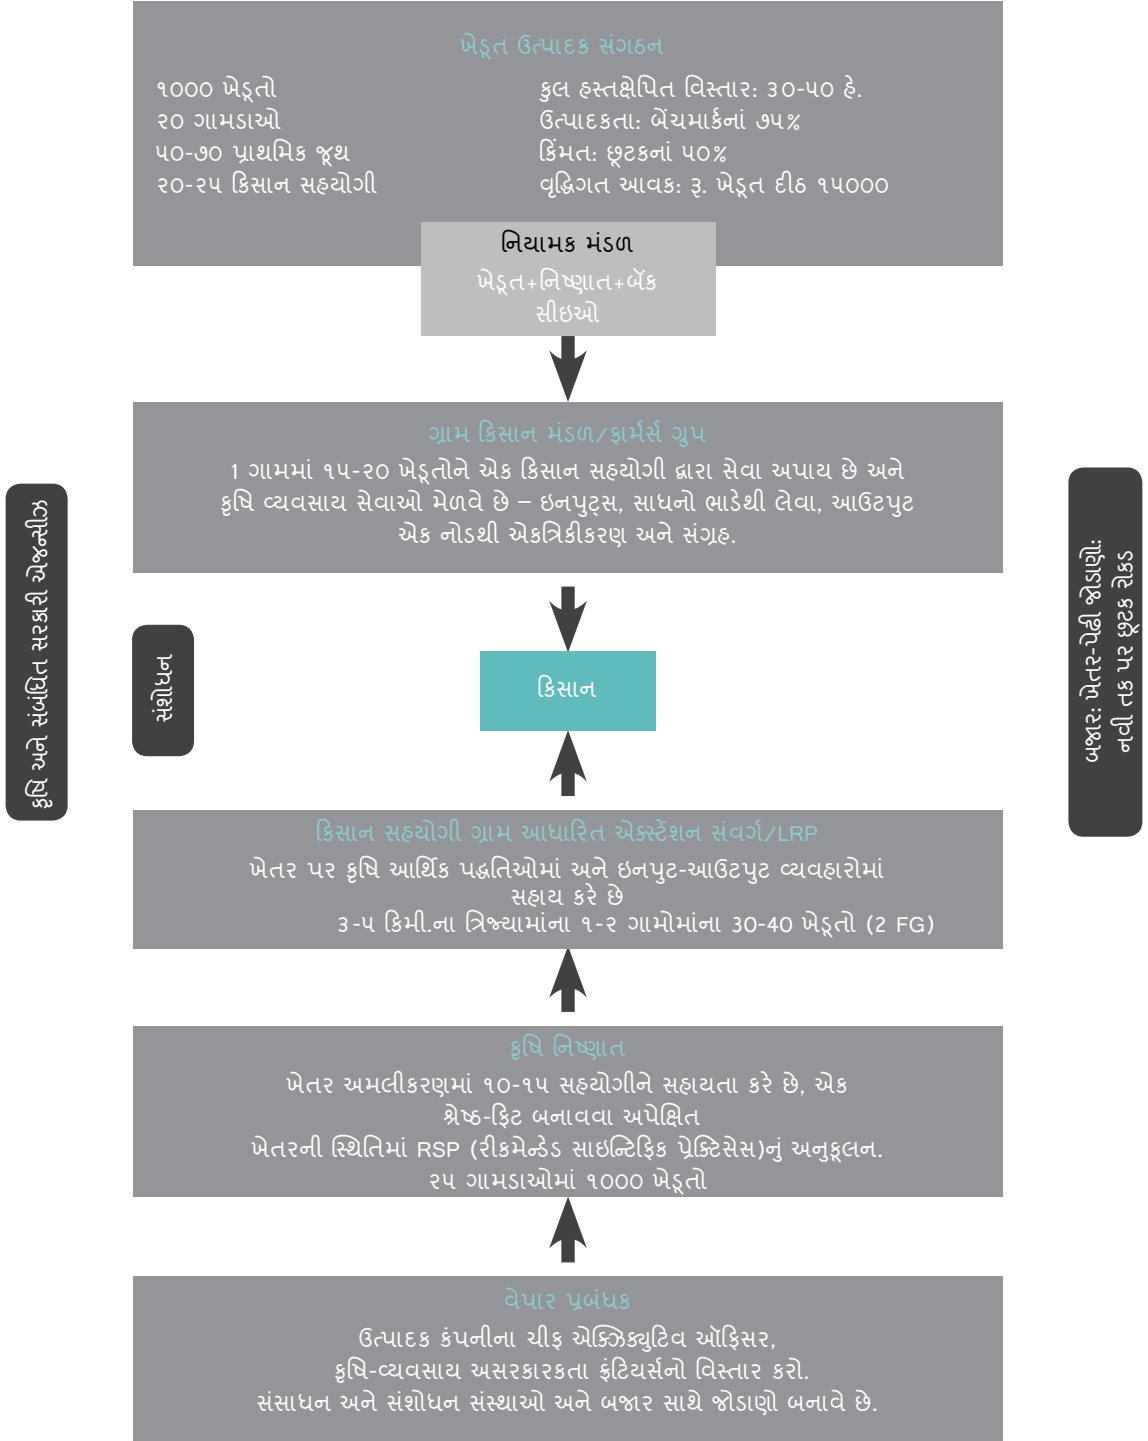 ખેડૂત ઉત્પાદક સંગઠન
૧૦૦૦ ખેડૂતો
૨૦ ગામડાઓ
૫૦-૭૦ પ્રાથમિક જૂથ
૨૦-૨૫ કિસાન સહયોગી
કુલ હસ્તક્ષેપિત વિસ્તાર: ૩૦-૫૦ હે.
ઉત્પાદકતા: બેંચમાર્કનાં ૭૫%
કિંમત: છૂટકનાં ૫૦%
વૃદ્ધિગત આવક: રૂ. ખેડૂત દીઠ ૧૫૦૦૦
નિયામક મંડળ
ખેડૂત+નિષ્ણાત+બૅંક
સીઇઓ
ગ્રામ કિસાન મંડળ/ફાર્મર્સ ગ્રુપ
1 ગામમાં ૧૫-૨૦ ખેડૂતોને એક કિસાન સહયોગી દ્વારા સેવા અપાય છે અને
કૃષિ વ્યવસાય સેવાઓ મેળવે છે – ઇનપુટ્સ, સાધનો ભાડેથી લેવા, આઉટપુટ
એક નોડથી એકત્રિકીકરણ અને સંગ્રહ.
કૃષિ અને સંબંધિત સરકારી એજન્સીઝ
સંશોધન
કિસાન
બજાર: ખેતર-પેઢી જોડાણો:
નવી તક પર છૂટક રોકડ
કિસાન સહયોગી ગ્રામ આધારિત એક્સ્ટેંશન સંવર્ગ/LRP
ખેતર પર કૃષિ આર્થિક પદ્ધતિઓમાં અને ઇનપુટ-આઉટપુટ વ્યવહારોમાં
સહાય કરે છે
૩-૫ કિમી.ના ત્રિજ્યામાંના ૧-૨ ગામોમાંના 30-40 ખેડૂતો (2 FG)
કૃષિ નિષ્ણાત
ખેતર અમલીકરણમાં ૧૦-૧૫ સહયોગીને સહાયતા કરે છે, એક
શ્રેષ્ઠ-ફિટ બનાવવા અપેક્ષિત
ખેતરની સ્થિતિમાં RSP (રીકમેન્ડેડ સાઇન્ટિફિક પ્રેક્ટિસેસ)નું અનુકૂલન.
૨૫ ગામડાઓમાં ૧૦૦૦ ખેડૂતો
વેપાર પ્રબંધક
ઉત્પાદક કંપનીના ચીફ એક્ઝિક્યુટિવ ઑફિસર,
કૃષિ-વ્યવસાય અસરકારકતા ફ્રંટિયર્સનો વિસ્તાર કરો.
સંસાધન અને સંશોધન સંસ્થાઓ અને બજાર સાથે જોડાણો બનાવે છે.